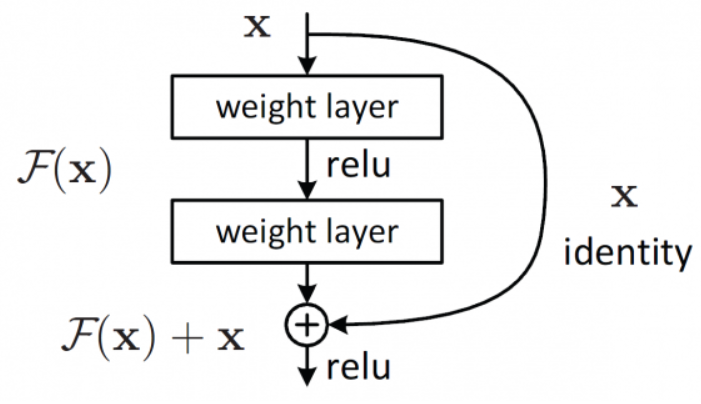 x
weight layer
relu
F(x)
weight layer
x
identity
F(x) + x
+
relu